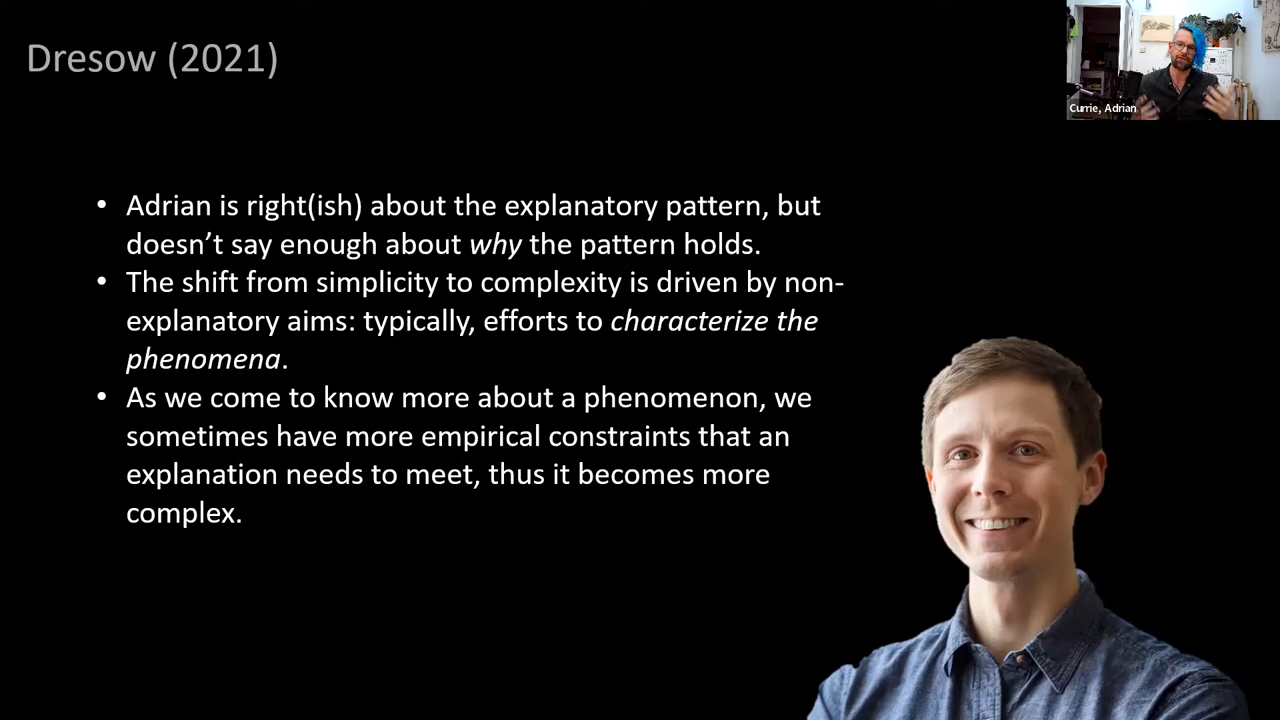 Dresow (2021)
Currie, Adrian
• Adrian is right(ish) about the explanatory pattern, but
doesn’t say enough about why the pattern holds.
• The shift from simplicity to complexity is driven by non-
explanatory aims: typically, efforts to characterize the
phenomena.
• As we come to know more about a phenomenon, we
sometimes have more empirical constraints that an
explanation needs to meet, thus it becomes more
complex.